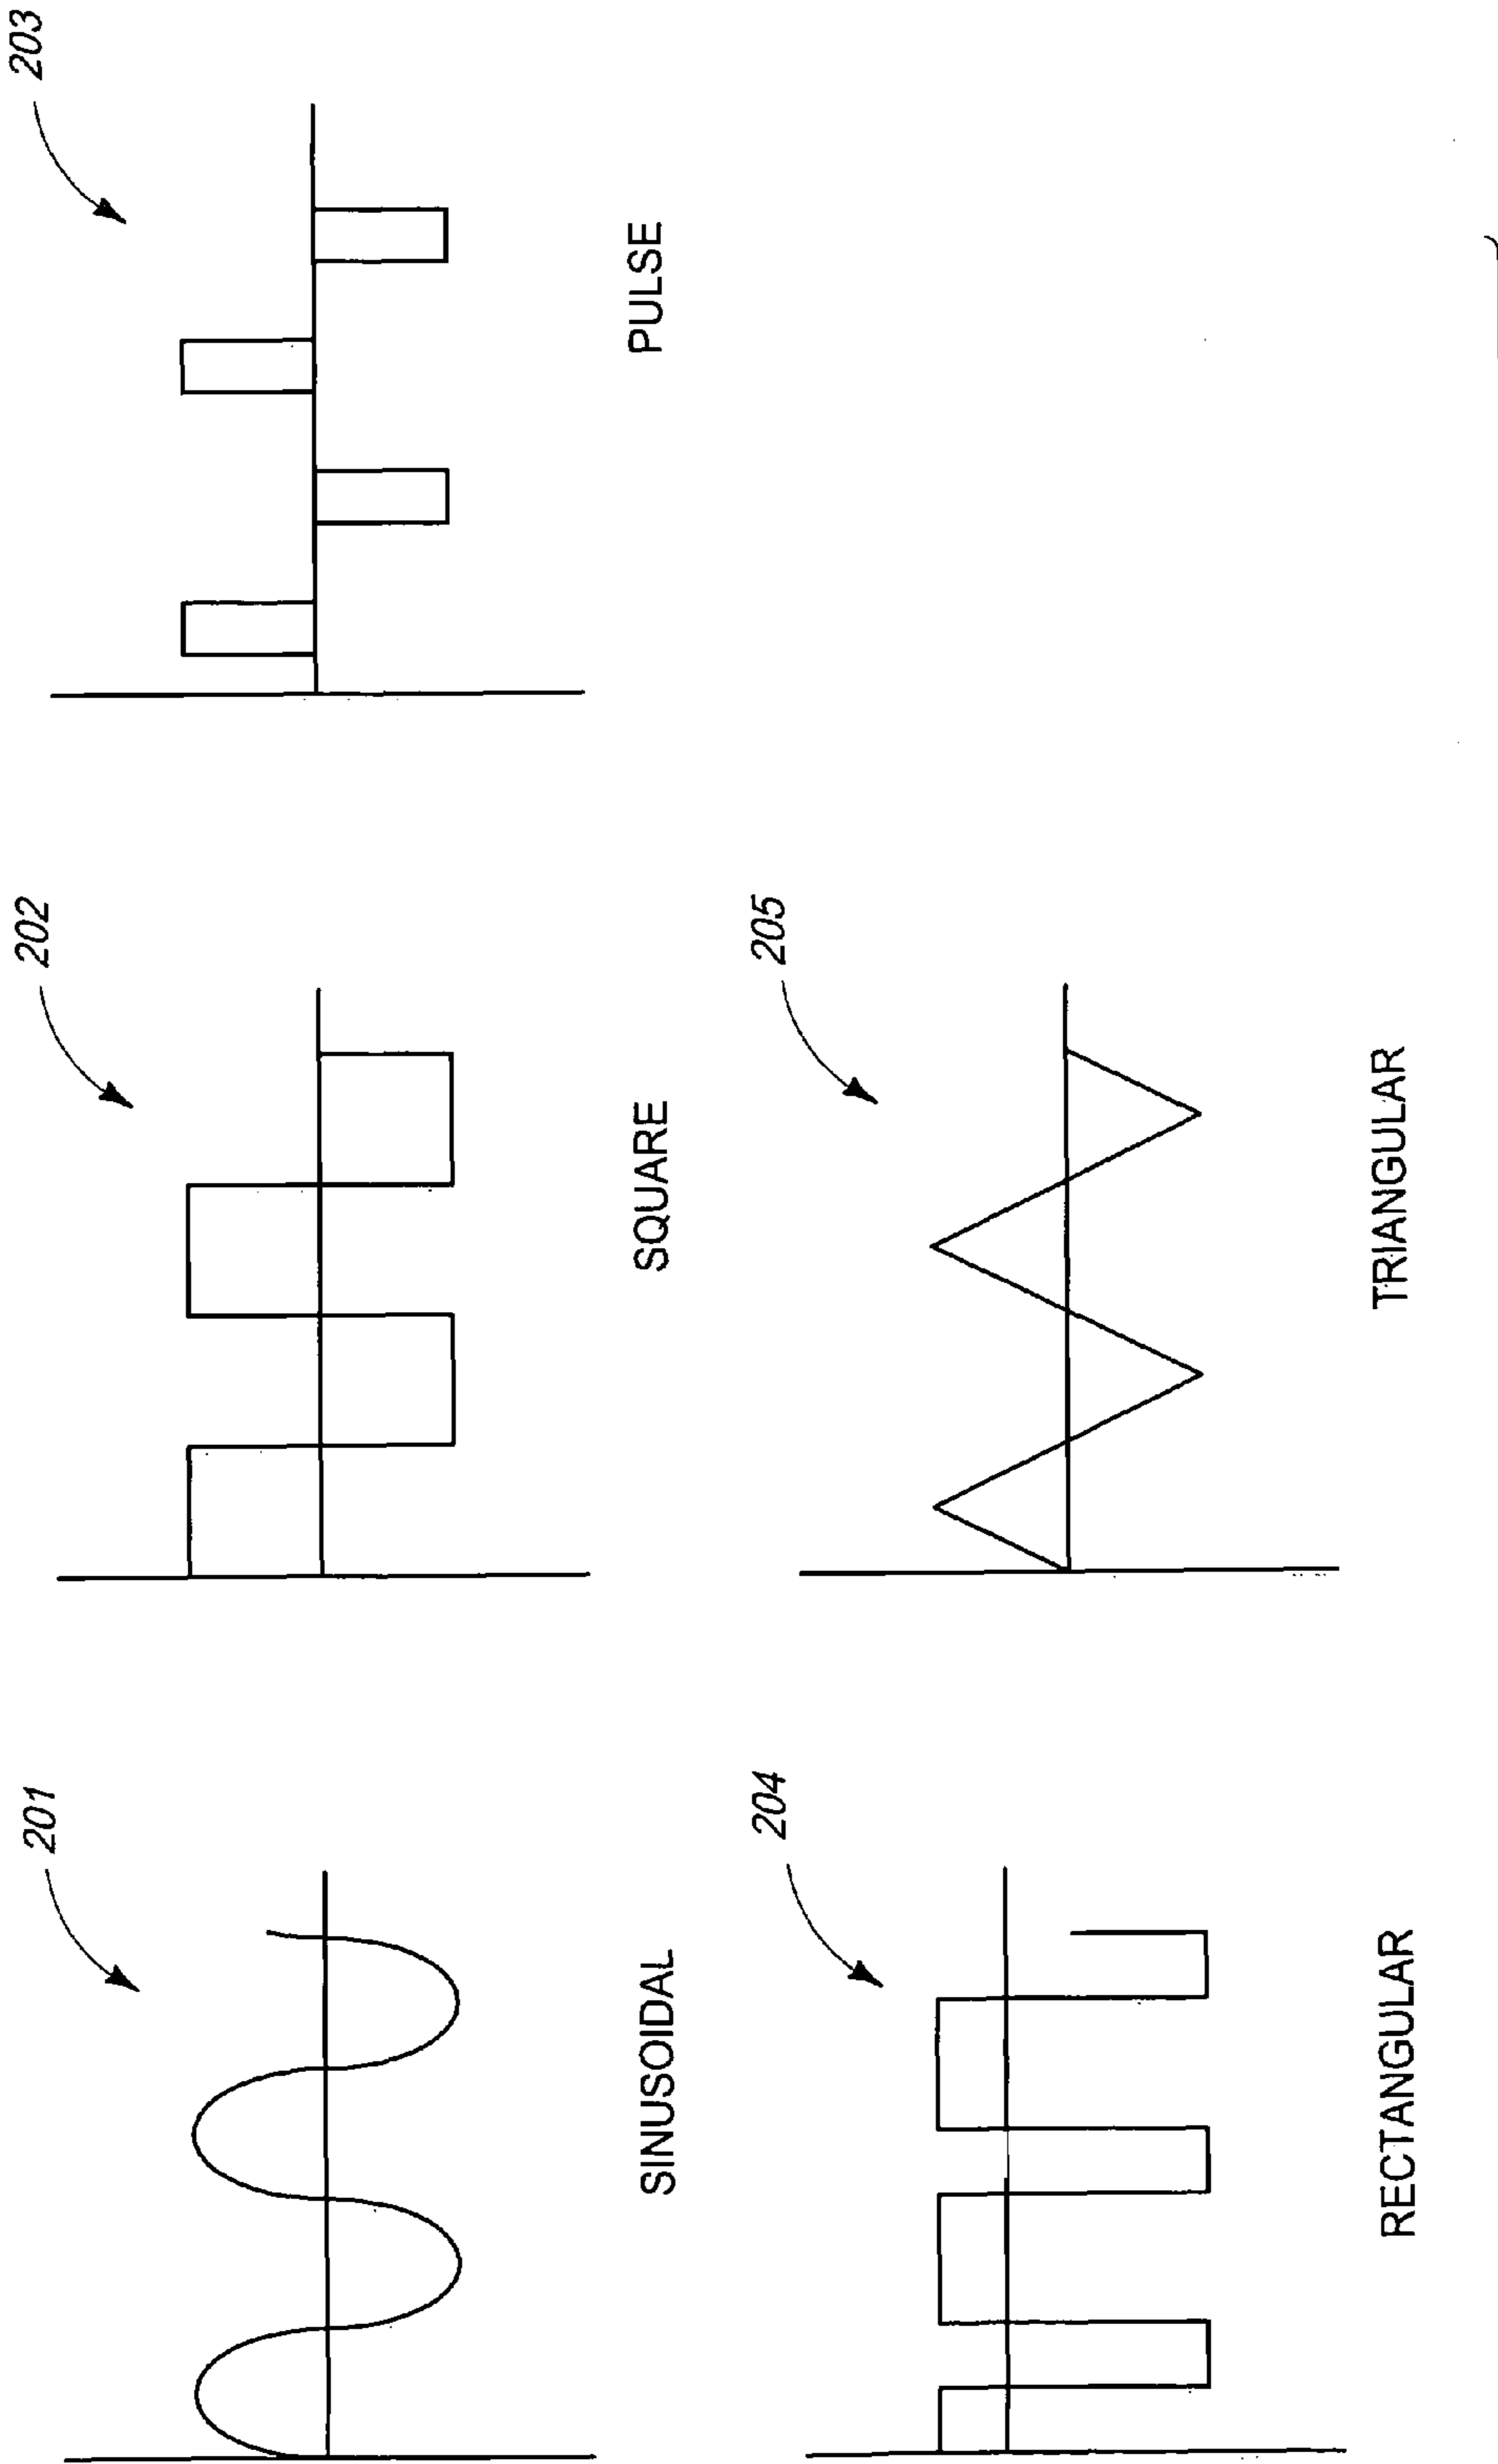 201
SINUSOIDAL
202
SQUARE
203
PULSE
204
RECTANGULAR
205
TRIANGULAR